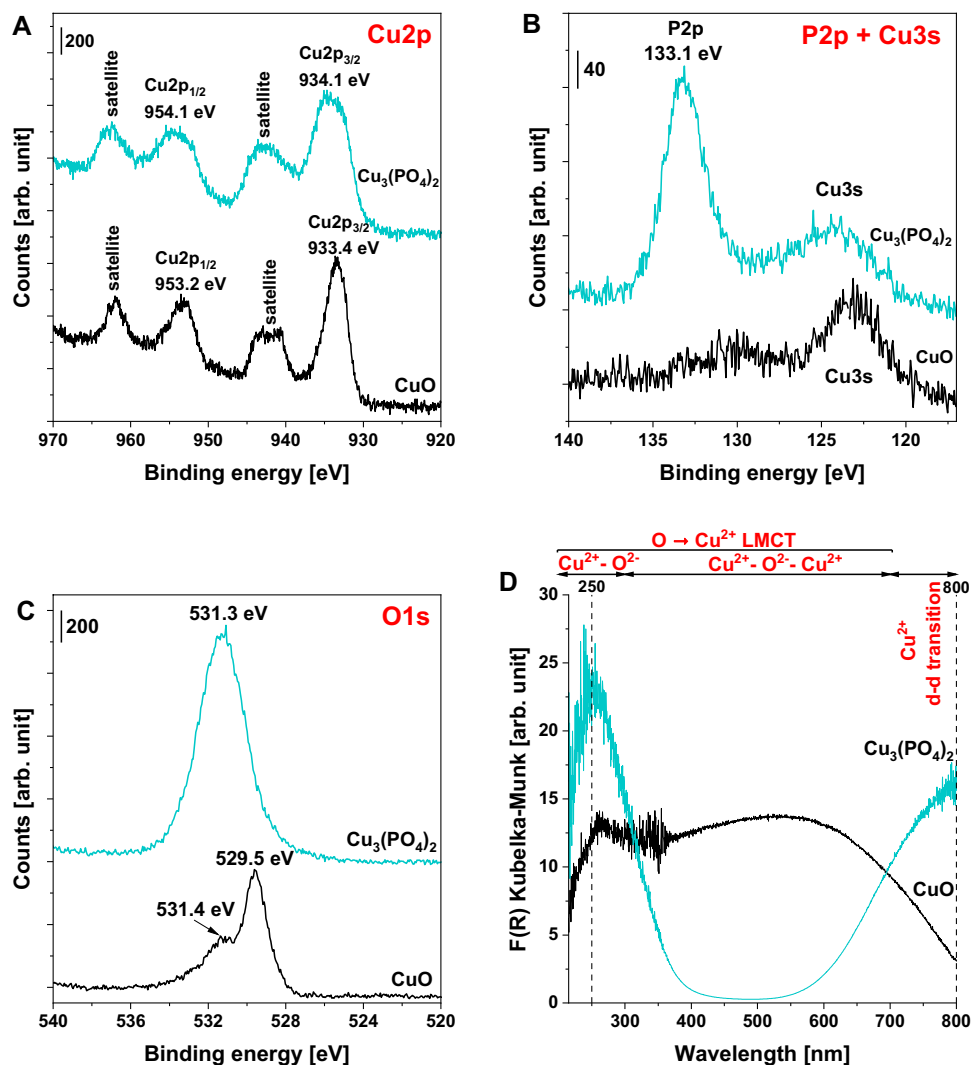 A
200
Cu2p
satellite
Cu2p1/2
954.1 eV
satellite
Cu2p3/2
934.1 eV
Cu3(PO4)2
satellite
Cu2p1/2
953.2 eV
satellite
Cu2p3/2
933.4 eV
CuO
Counts [arb. unit]
970 960 950 940 930 920
Binding energy [eV]
B
40
P2p
133.1 eV
P2p + Cu3s
Cu3s
Cu3(PO4)2
CuO
Cu3s
Counts [arb. unit]
140 135 130 125 120
Binding energy [eV]
C
200
531.3 eV
O1s
Cu3(PO4)2
529.5 eV
531.4 eV
CuO
Counts [arb. unit]
540 536 532 528 524 520
Binding energy [eV]
O → Cu2+ LMCT
Cu2+- O2-
Cu2+- O2-- Cu2+
D
250
800
Cu2+
d-d transition
Cu3(PO4)2
CuO
F(R) Kubelka-Munk [arb. unit]
30
25
20
15
10
5
0
300 400 500 600 700 800
Wavelength [nm]